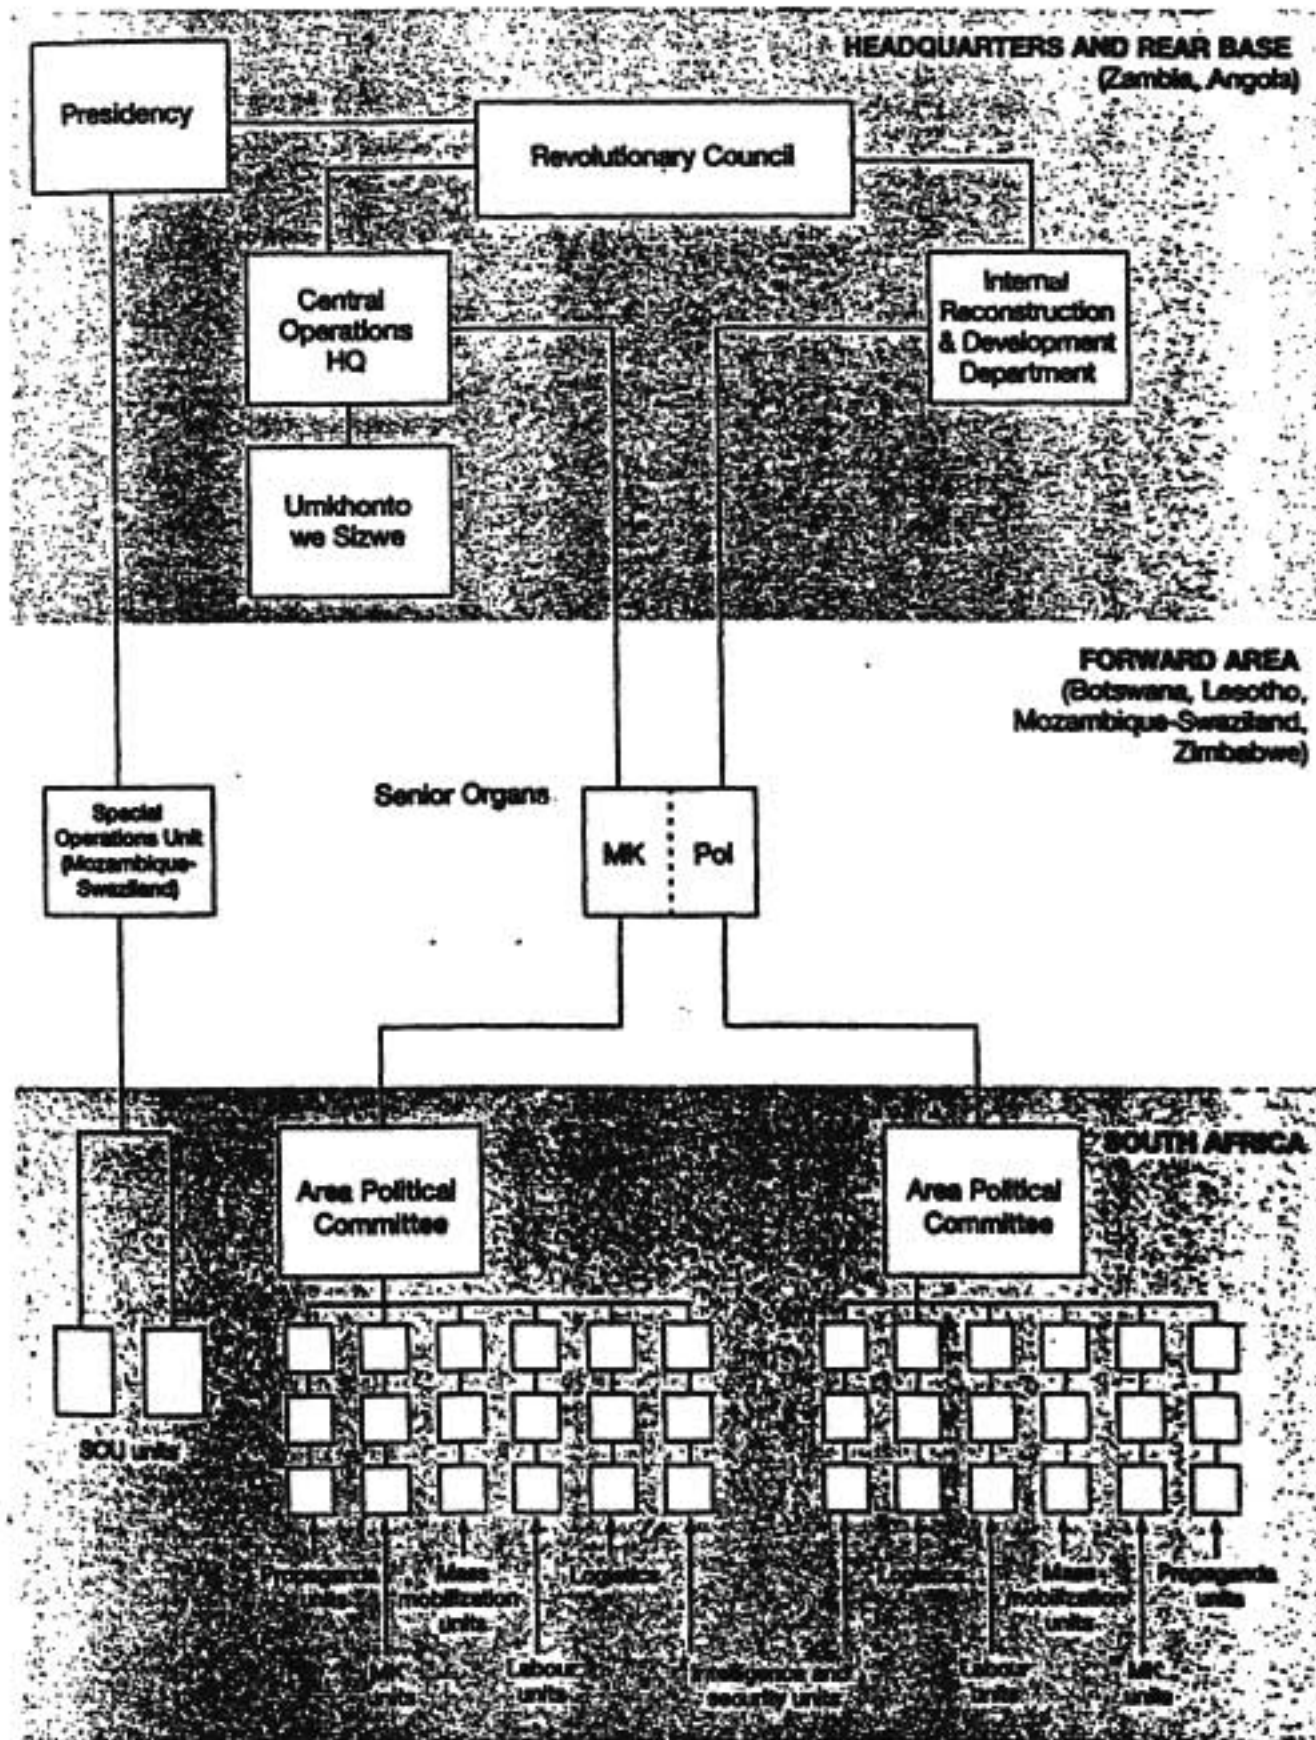 HEADQUARTERS AND REAR BASE
(Zambia, Angola)
Presidency
Revolutionary Council
Central
Operations
HQ
Internal
Reconstruction
& Development
Department
Umkhonto
we Sizwe
FORWARD AREA
(Botswana, Lesotho,
Mozambique-Swaziland,
Zimbabwe)
Special
Operations Unit
(Mozambique-
Swaziland)
Senior Organs
MK
Pol
SOUTH AFRICA
Area Political
Committee
Area Political
Committee
SOU units
Propaganda
units
Mass
mobilization
units
Logistics
Logistics
Mass
mobilization
units
Propaganda
units
MK
units
Labour
units
Intelligence and
security units
Labour
units
MK
units